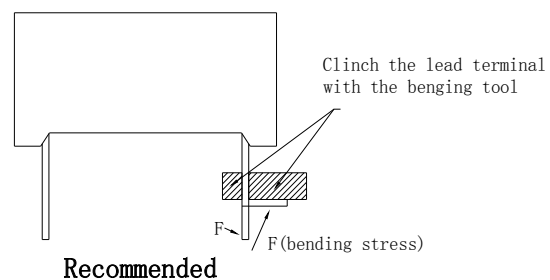 Clinch the lead terminal
with the benging tool
F
F(bending stress)
Recommended